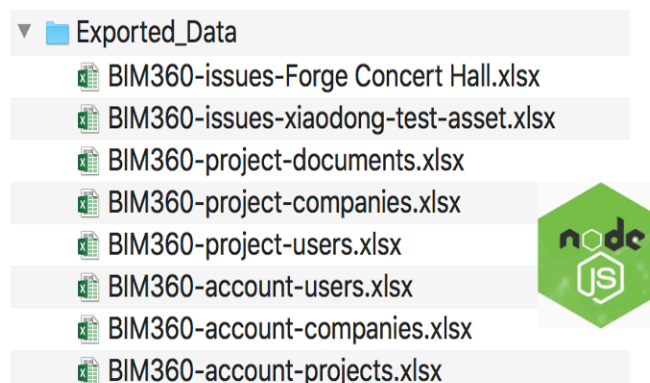 Exported_Data
BIM360-issues-Forge Concert Hall.xlsx
BIM360-issues-xiaodong-test-asset.xlsx
BIM360-project-documents.xlsx
BIM360-project-companies.xlsx
BIM360-project-users.xlsx
BIM360-account-users.xlsx
BIM360-account-companies.xlsx
BIM360-account-projects.xlsx
node
JS